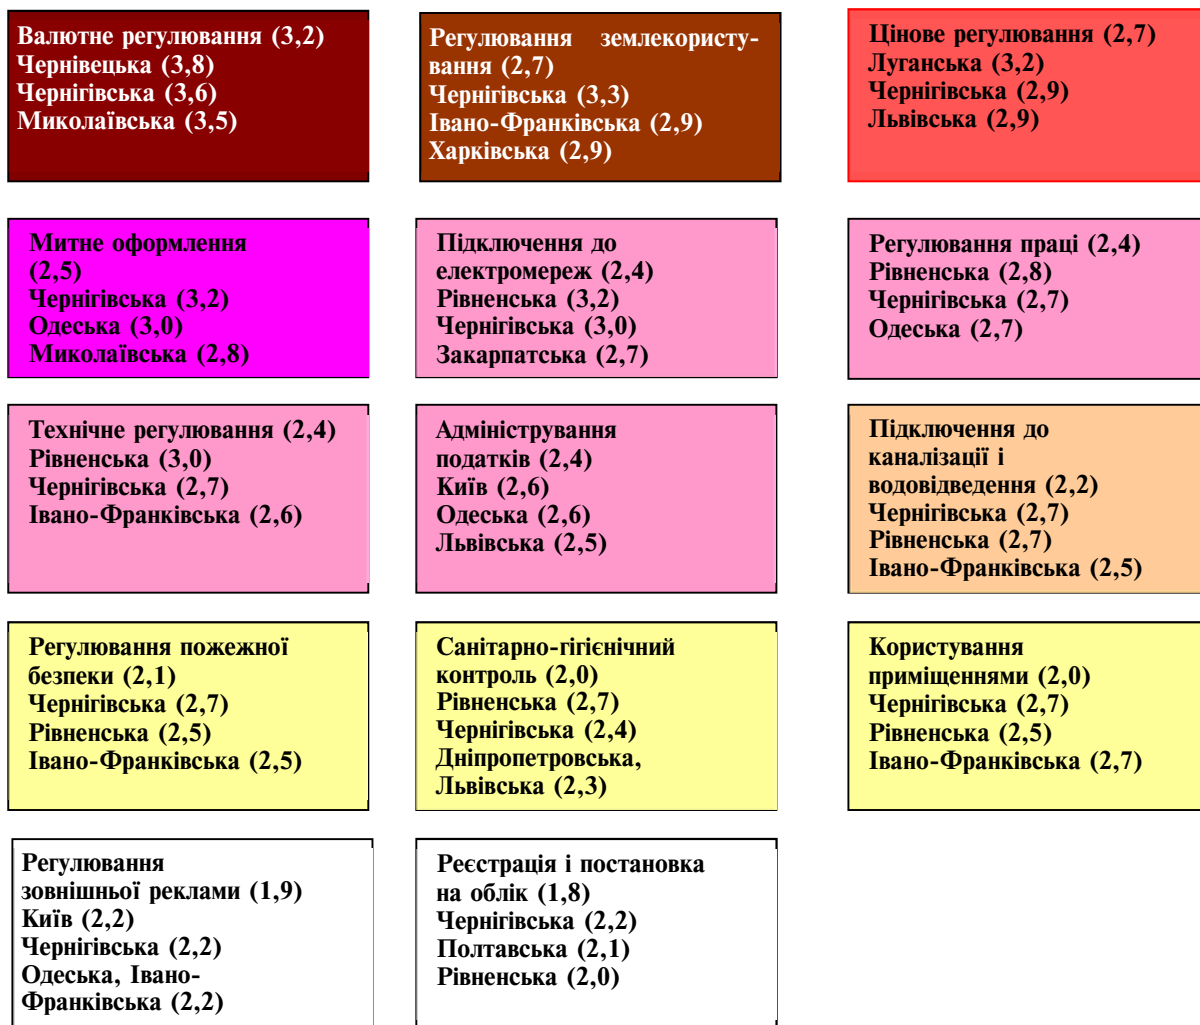 Валютне регулювання (3,2)
Чернівецька (3,8)
Чернігівська (3,6)
Миколаївська (3,5)
Регулювання землекористу-
вання (2,7)
Чернігівська (3,3)
Івано-Франківська (2,9)
Харківська (2,9)
Цінове регулювання (2,7)
Луганська (3,2)
Чернігівська (2,9)
Львівська (2,9)
Митне оформлення
(2,5)
Чернігівська (3,2)
Одеська (3,0)
Миколаївська (2,8)
Підключення до
електромереж (2,4)
Рівненська (3,2)
Чернігівська (3,0)
Закарпатська (2,7)
Регулювання праці (2,4)
Рівненська (2,8)
Чернігівська (2,7)
Одеська (2,7)
Технічне регулювання (2,4)
Рівненська (3,0)
Чернігівська (2,7)
Івано-Франківська (2,6)
Адміністрування
податків (2,4)
Київ (2,6)
Одеська (2,6)
Львівська (2,5)
Підключення до
каналізації і
водовідведення (2,2)
Чернігівська (2,7)
Рівненська (2,7)
Івано-Франківська (2,5)
Регулювання пожежної
безпеки (2,1)
Чернігівська (2,7)
Рівненська (2,5)
Івано-Франківська (2,5)
Санітарно-гігієнічний
контроль (2,0)
Рівненська (2,7)
Чернігівська (2,4)
Дніпропетровська,
Львівська (2,3)
Користування
приміщеннями (2,0)
Чернігівська (2,7)
Рівненська (2,5)
Івано-Франківська (2,7)
Регулювання
зовнішньої реклами (1,9)
Київ (2,2)
Чернігівська (2,2)
Одеська, Івано-
Франківська (2,2)
Реєстрація і постановка
на облік (1,8)
Чернігівська (2,2)
Полтавська (2,1)
Рівненська (2,0)